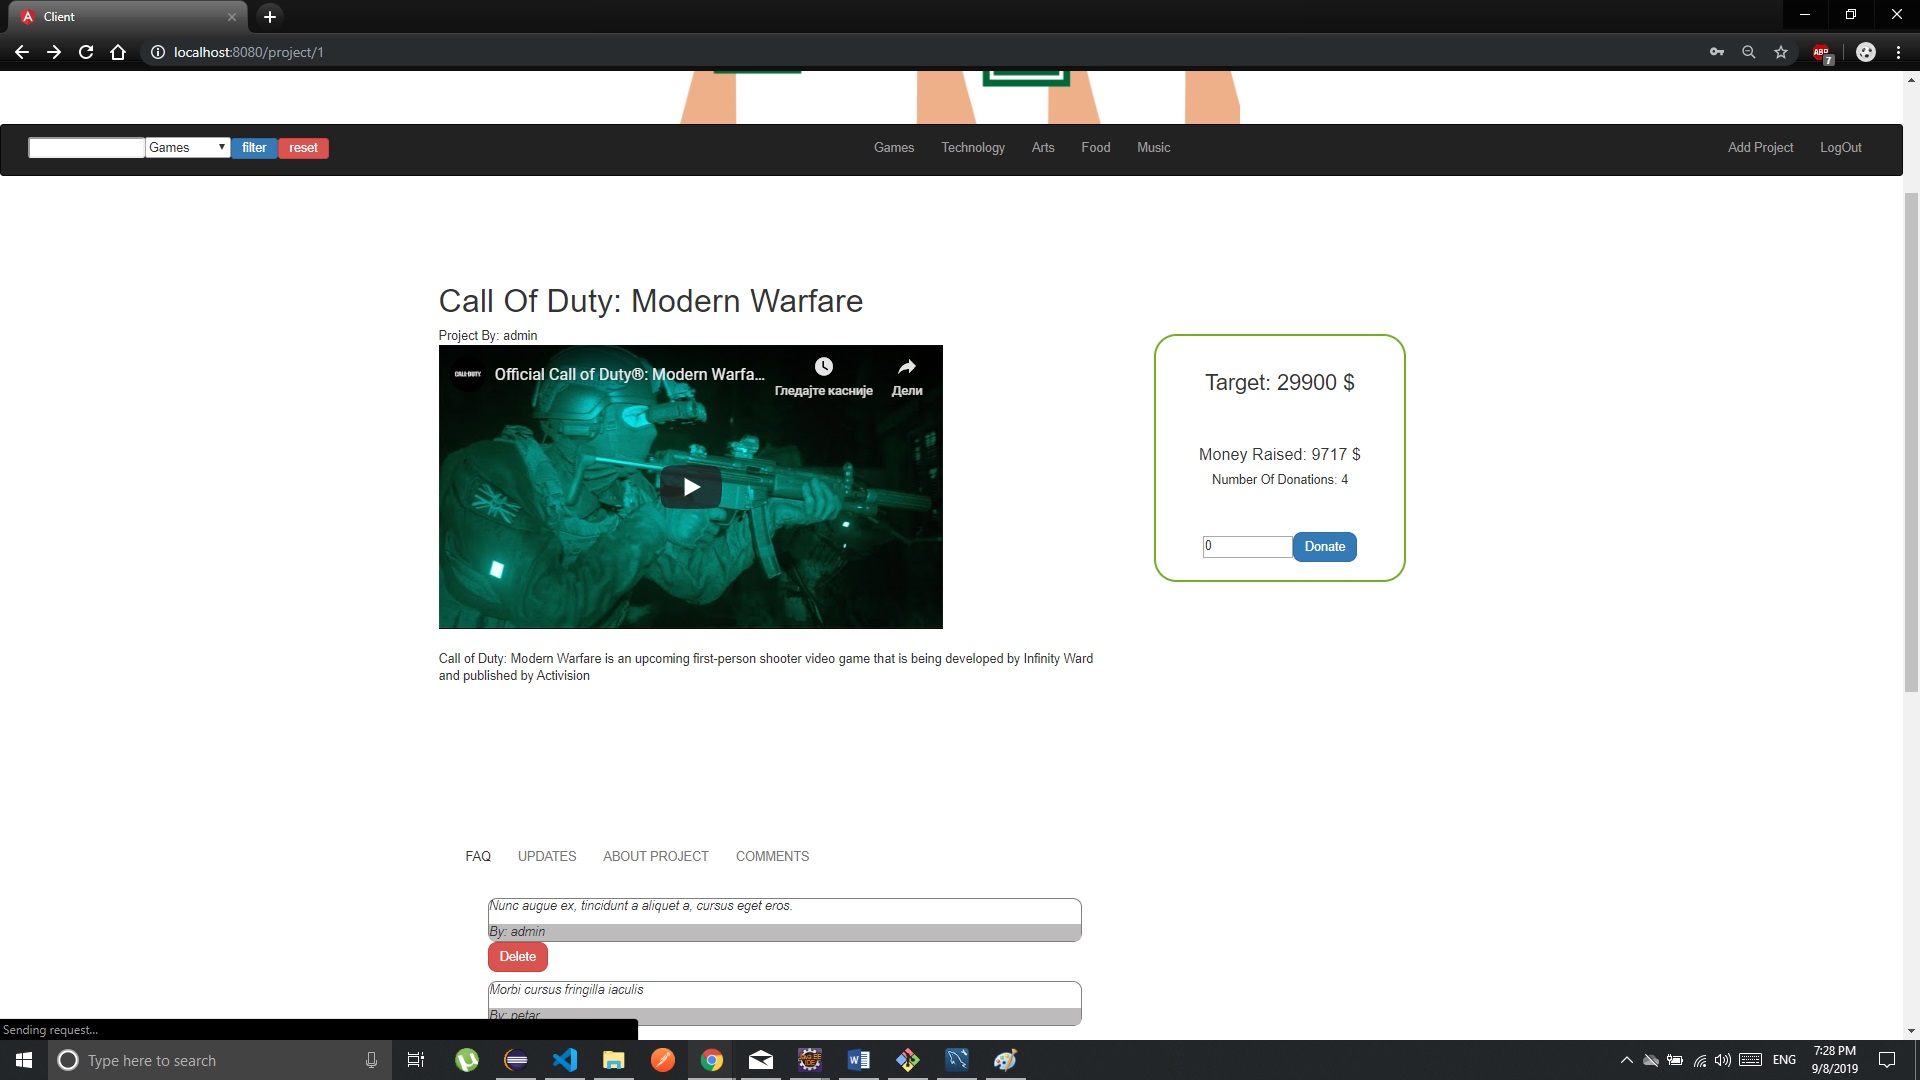 Client
localhost:8080/project/1
ABP
7
Games
filter
reset
Games
Technology
Arts
Food
Music
Add Project
LogOut
Call Of Duty: Modern Warfare
Project By: admin
CALL OF DUTY
Official Call of Duty®: Modern Warfa...
Гледајте касније
Дели
Target: 29900 $
Money Raised: 9717 $
Number Of Donations: 4
0
Donate
Call of Duty: Modern Warfare is an upcoming first-person shooter video game that is being developed by Infinity Ward
and published by Activision
FAQ
UPDATES
ABOUT PROJECT
COMMENTS
Nunc augue ex, tincidunt a aliquet a, cursus eget eros.
By: admin
Delete
Morbi cursus fringilla iaculis
By: petar
Sending request...
Type here to search
ENG
7:28 PM
9/8/2019